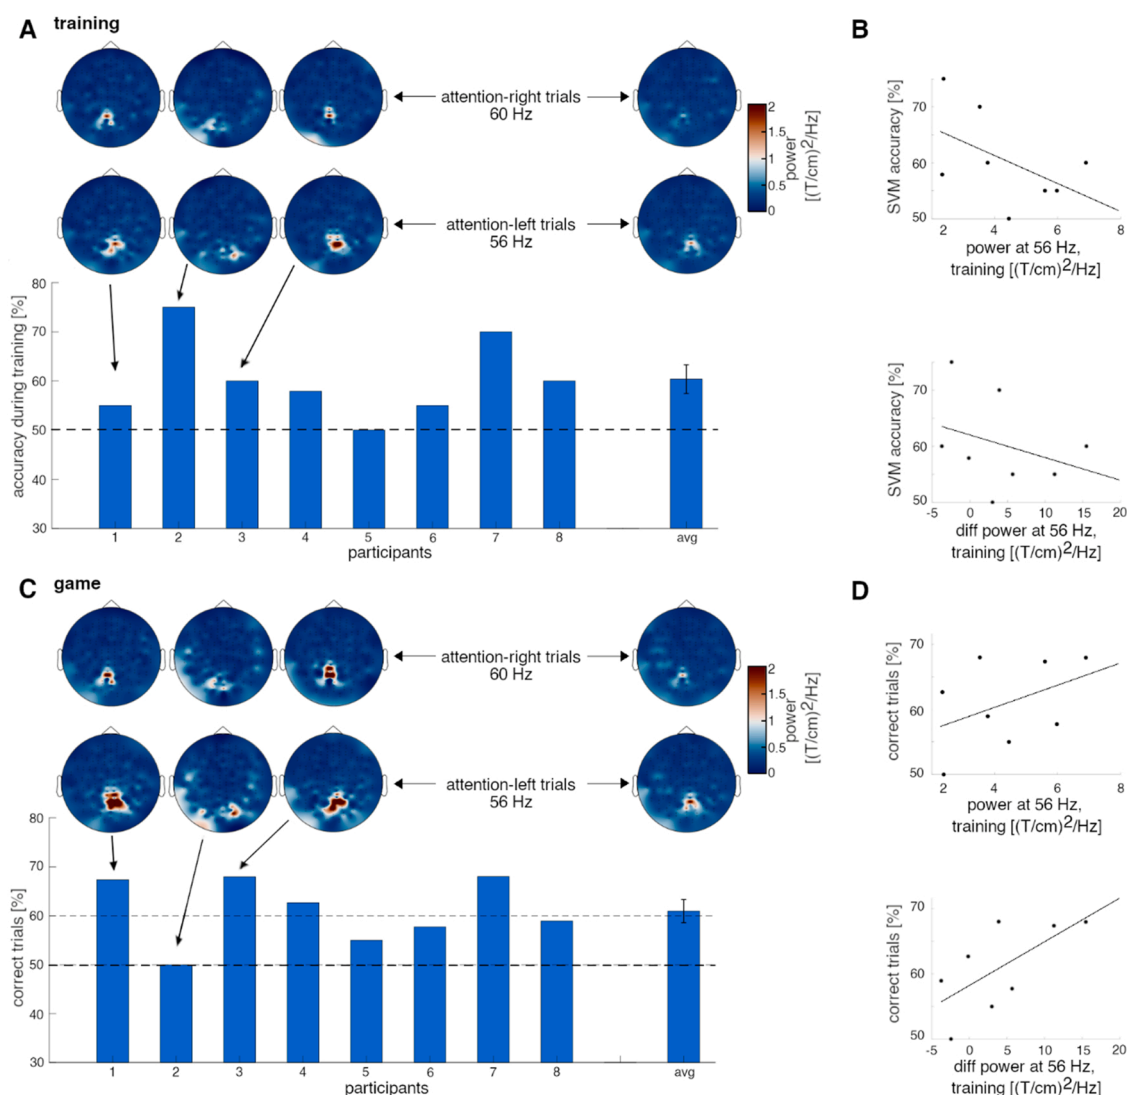 A training
attention-right trials
60 Hz
2
1.5
1
0.5
0
power
[(T/cm)2/Hz]
attention-left trials
56 Hz
80
70
60
50
40
30
accuracy during training [%]
1 2 3 4 5 6 7 8 avg
participants
B
70
60
50
SVM accuracy [%]
2 4 6 8
power at 56 Hz,
training [(T/cm)2/Hz]
70
60
50
SVM accuracy [%]
-5 0 5 10 15 20
diff power at 56 Hz,
training [(T/cm)2/Hz]
C game
attention-right trials
60 Hz
2
1.5
1
0.5
0
power
[(T/cm)2/Hz]
attention-left trials
56 Hz
80
70
60
50
40
30
correct trials [%]
1 2 3 4 5 6 7 8 avg
participants
D
70
60
50
correct trials [%]
2 4 6 8
power at 56 Hz,
training [(T/cm)2/Hz]
70
60
50
correct trials [%]
-5 0 5 10 15 20
diff power at 56 Hz,
training [(T/cm)2/Hz]